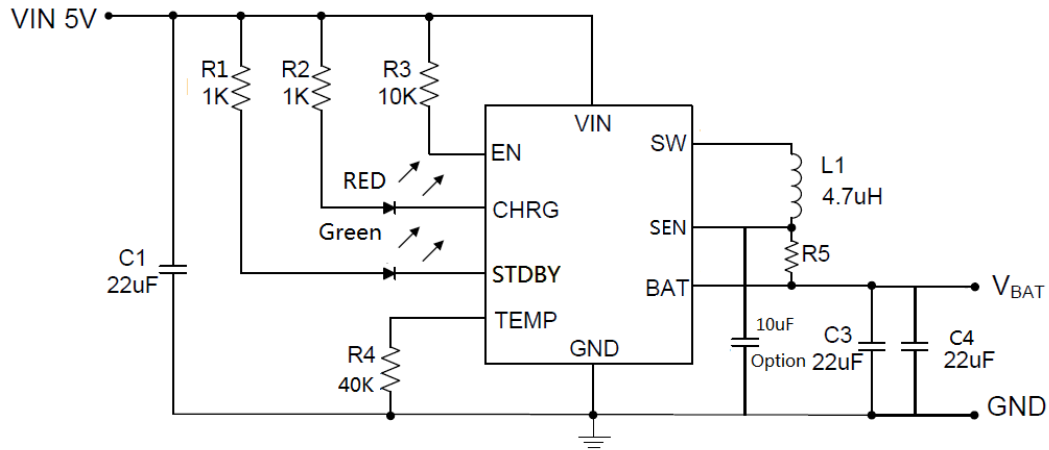 VIN 5V
R1
1K
R2
1K
R3
10K
VIN
EN
SW
L1
4.7uH
RED
CHRG
SEN
Green
R5
C1
22uF
STDBY
BAT
VBAT
TEMP
10uF
Option
C3
22uF
C4
22uF
R4
40K
GND
GND